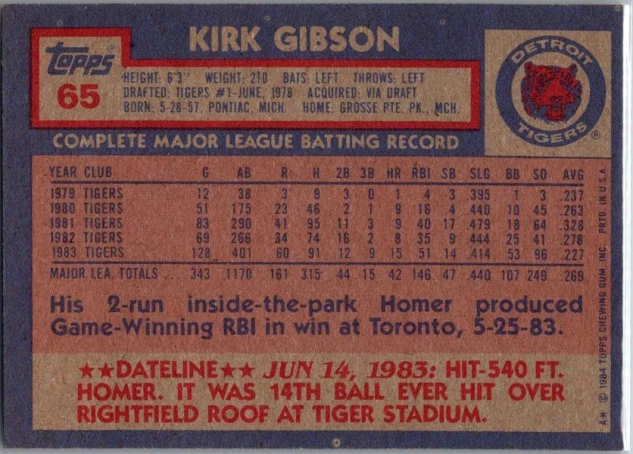 KIRK GIBSON
Topps
65
HEIGHT: 6'3" WEIGHT: 210 BATS: LEFT THROWS: LEFT
DRAFTED: TIGERS #1-JUNE, 1978 ACQUIRED: VIA DRAFT
BORN: 5-28-57, PONTIAC, MICH. HOME: GROSSE PTE. PK., MCH.
DETROIT
TIGERS
®
COMPLETE MAJOR LEAGUE BATTING RECORD
YEAR CLUB G AB R H 2B 3B HR RBI SB SLG BB SO AVG
1979 TIGERS 12 38 3 9 3 0 1 4 3 .395 1 3 .237
1980 TIGERS 51 175 23 46 2 1 9 16 4 .440 10 45 .263
1981 TIGERS 83 290 41 95 11 3 9 40 17 .479 18 64 .328
1982 TIGERS 69 266 34 74 16 2 8 35 9 .444 25 41 .278
1983 TIGERS 128 401 60 91 12 9 15 51 14 .414 53 96 .227
MAJOR LEA. TOTALS . . . 343 1170 161 315 44 15 42 146 47 .440 107 249 .269
His 2-run inside-the-park Homer produced
Game-Winning RBI in win at Toronto, 5-25-83.
★★DATELINE★★ JUN 14, 1983: HIT-540 FT.
HOMER. IT WAS 14TH BALL EVER HIT OVER
RIGHTFIELD ROOF AT TIGER STADIUM.
A* © 1984 TOPPS CHEWING GUM, INC. PRTD. IN U.S.A.